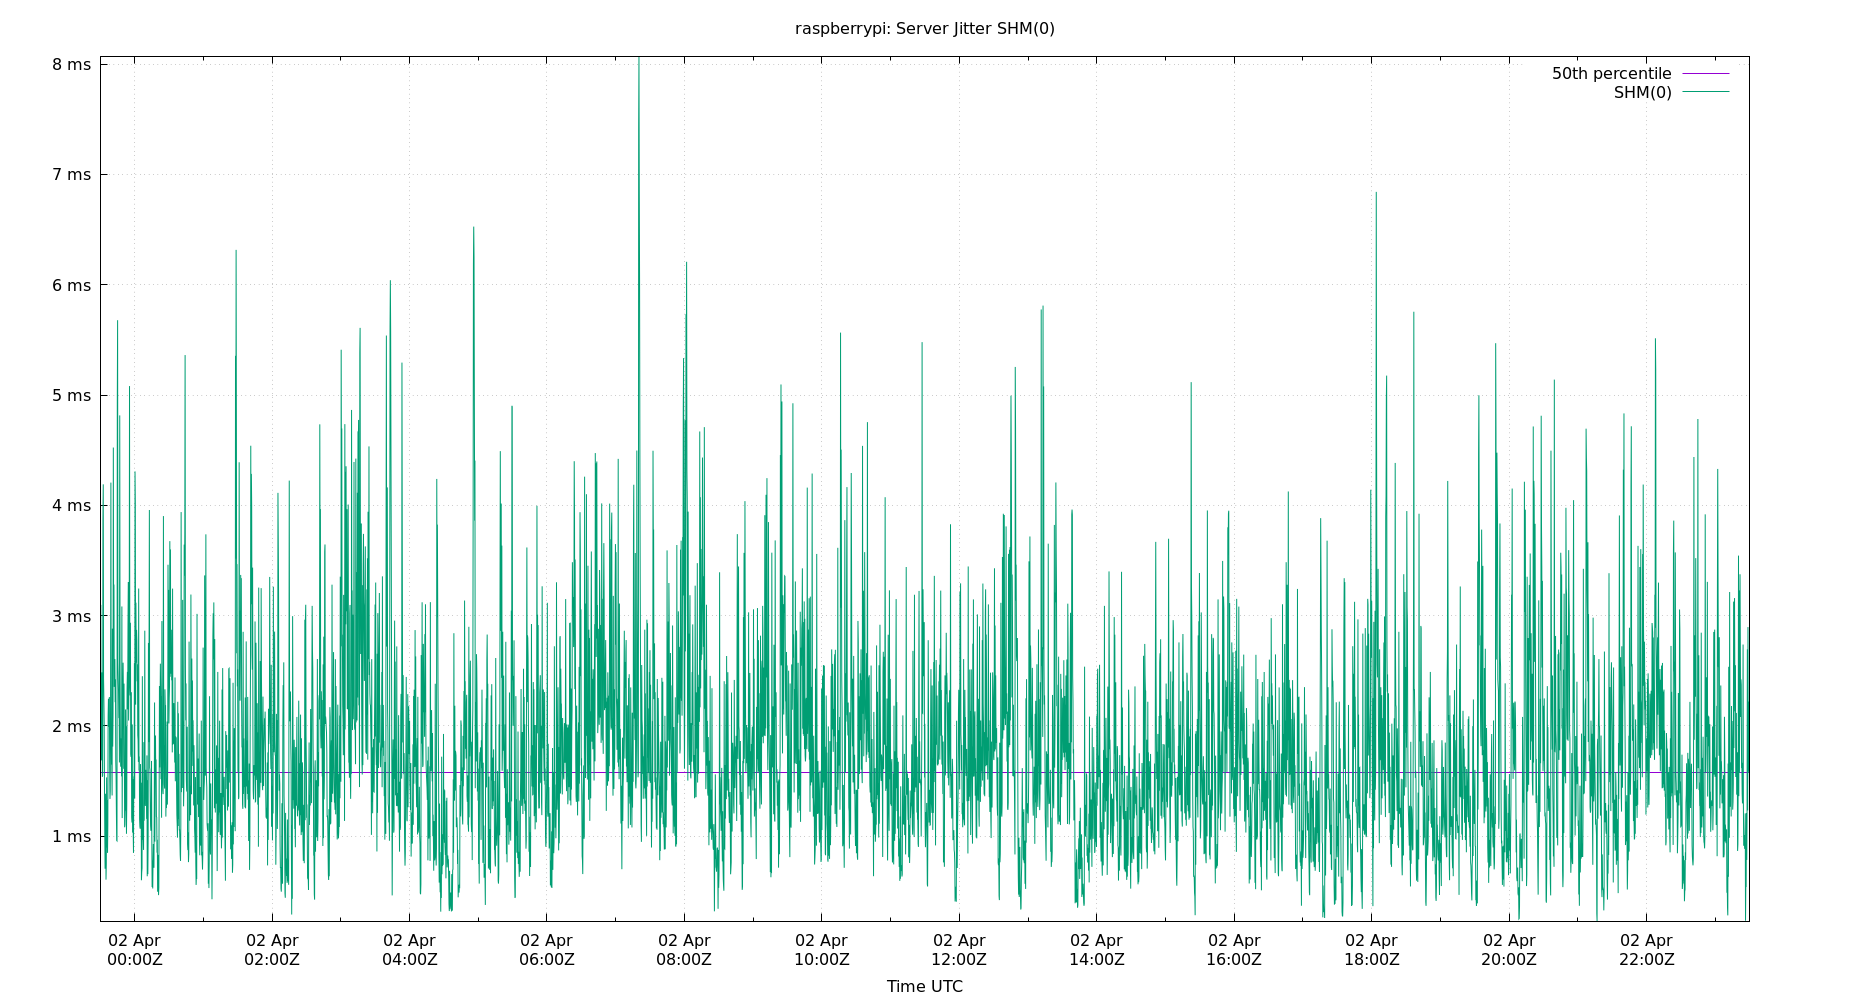 raspberrypi: Server Jitter SHM(0)
8 ms
7 ms
6 ms
5 ms
4 ms
3 ms
2 ms
1 ms
50th percentile
SHM(0)
02 Apr 02 Apr 02 Apr 02 Apr 02 Apr 02 Apr 02 Apr 02 Apr 02 Apr 02 Apr 02 Apr 02 Apr
00:00Z 02:00Z 04:00Z 06:00Z 08:00Z 10:00Z 12:00Z 14:00Z 16:00Z 18:00Z 20:00Z 22:00Z
Time UTC